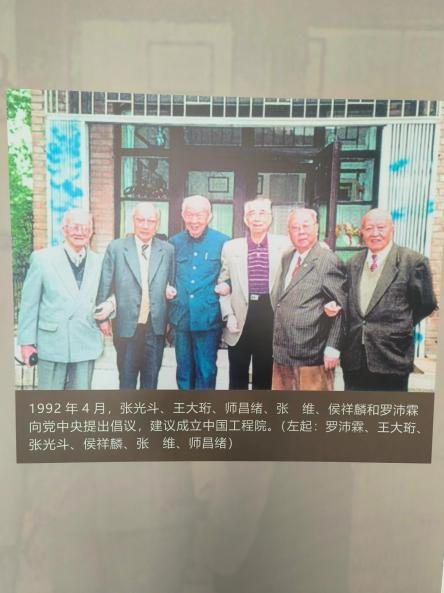 1992 年 4 月，张光斗、王大珩、师昌绪、张　维、侯祥麟和罗沛霖
向党中央提出倡议，建议成立中国工程院。（左起：罗沛霖、王大珩、
张光斗、侯祥麟、张　维、师昌绪）